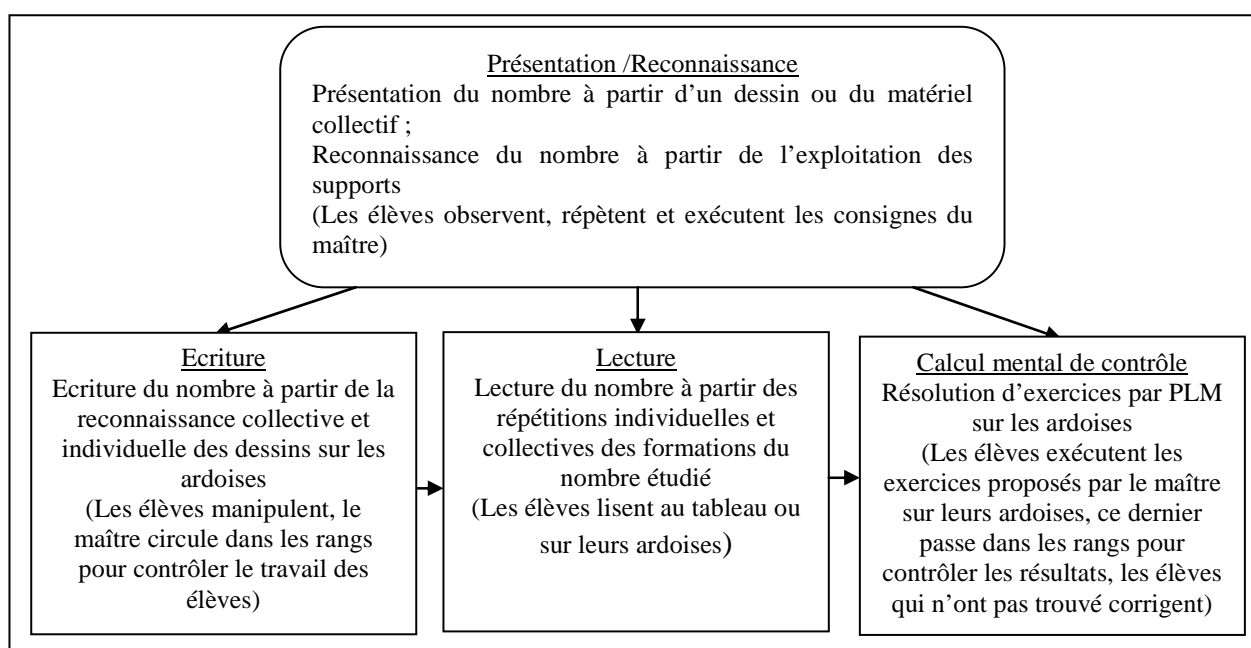 Présentation /Reconnaissance
Présentation du nombre à partir d'un dessin ou du matériel
collectif ;
Reconnaissance du nombre à partir de l'exploitation des
supports
(Les élèves observent, répètent et exécutent les consignes du
maître)
Ecriture
Ecriture du nombre à partir de la
reconnaissance collective et
individuelle des dessins sur les
ardoises
(Les élèves manipulent, le
maître circule dans les rangs
pour contrôler le travail des
élèves)
Lecture
Lecture du nombre à partir des
répétitions individuelles et
collectives des formations du
nombre étudié
(Les élèves lisent au tableau ou
sur leurs ardoises)
Calcul mental de contrôle
Résolution d'exercices par PLM
sur les ardoises
(Les élèves exécutent les
exercices proposés par le maître
sur leurs ardoises, ce dernier
passe dans les rangs pour
contrôler les résultats, les élèves
qui n'ont pas trouvé corrigent)